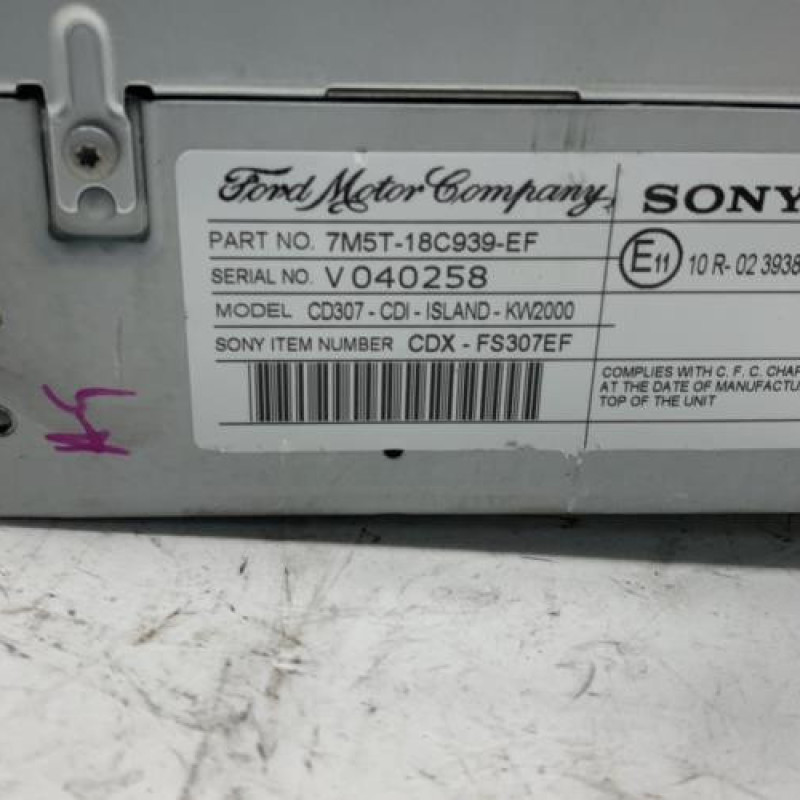 Ford Motor Company
SONY
PART NO. 7M5T-18C939-EF
SERIAL NO. V040258
E11 10 R- 02 3938
MODEL CD307 - CDI - ISLAND - KW2000
SONY ITEM NUMBER CDX - FS307EF
COMPLIES WITH C. F. C.
AT THE DATE OF
TOP OF THE UNIT